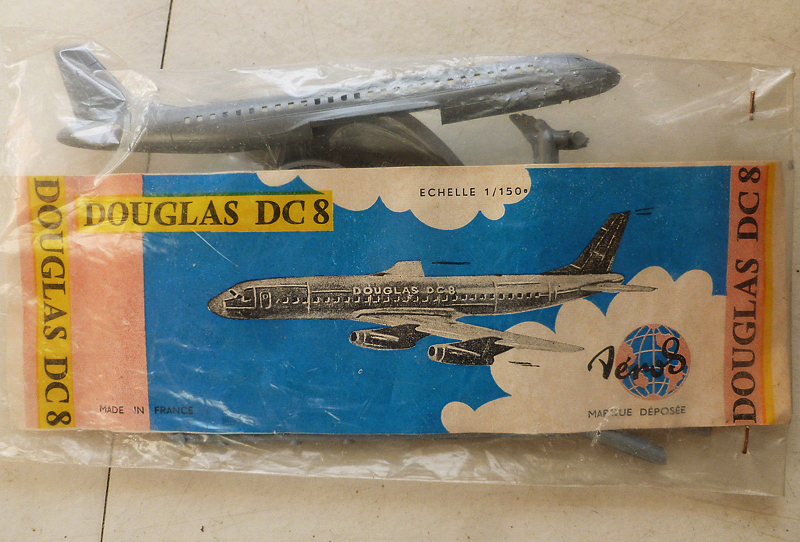 DOUGLAS DC 8
DOUGLAS DC 8
ECHELLE 1/150e
DOUGLAS DC 8
DOUGLAS DC 8
MADE IN FRANCE
Véro8
MARQUE DÉPOSÉE